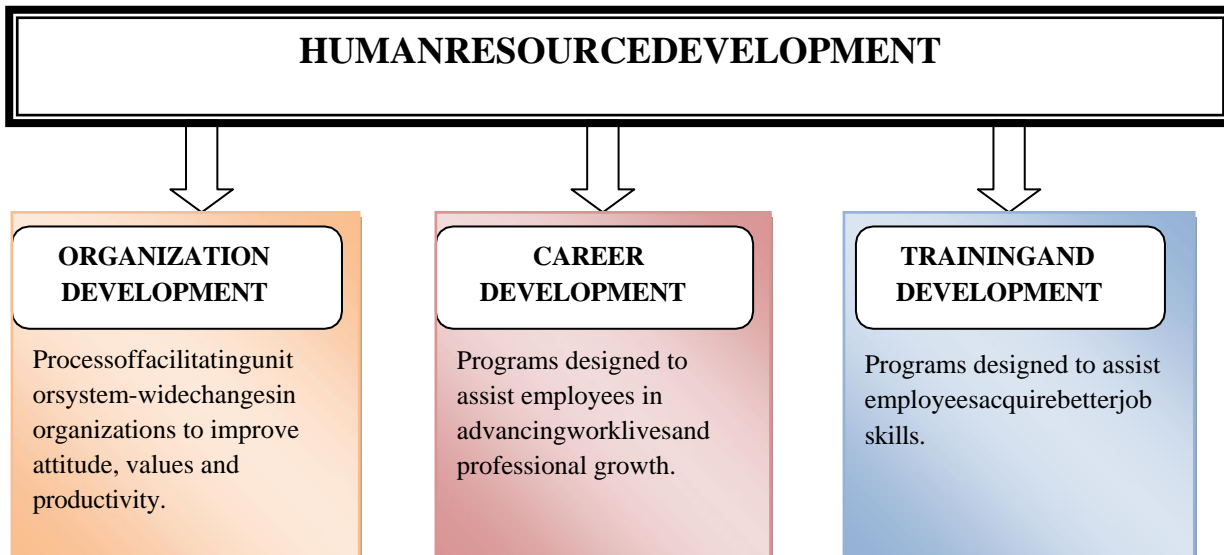 HUMANRESOURCEDEVELOPMENT
ORGANIZATION
DEVELOPMENT
Processoffacilitatingunit
orsystem-widechangesin
organizations to improve
attitude, values and
productivity.
CAREER
DEVELOPMENT
Programs designed to
assist employees in
advancingworklivesand
professional growth.
TRAININGAND
DEVELOPMENT
Programs designed to assist
employeesacquirebetterjob
skills.